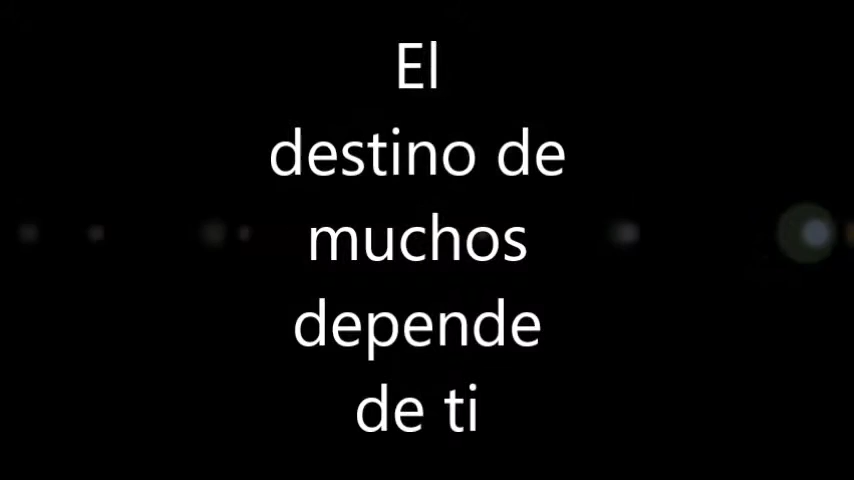 El
destino de
muchos
depende
de ti